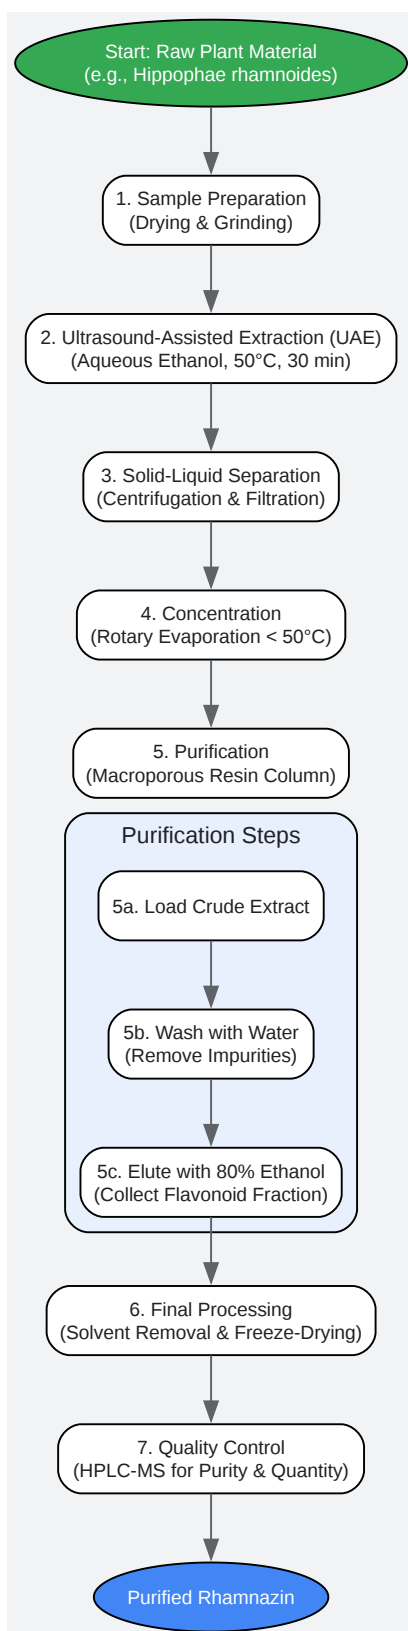 Start: Raw Plant Material
(e.g., Hippophae rhamnoides)
1. Sample Preparation
(Drying & Grinding)
2. Ultrasound-Assisted Extraction (UAE)
(Aqueous Ethanol, 50°C, 30 min)
3. Solid-Liquid Separation
(Centrifugation & Filtration)
4. Concentration
(Rotary Evaporation < 50°C)
5. Purification
(Macroporous Resin Column)
Purification Steps
5a. Load Crude Extract
5b. Wash with Water
(Remove Impurities)
5c. Elute with 80% Ethanol
(Collect Flavonoid Fraction)
6. Final Processing
(Solvent Removal & Freeze-Drying)
7. Quality Control
(HPLC-MS for Purity & Quantity)
Purified Rhamnazin